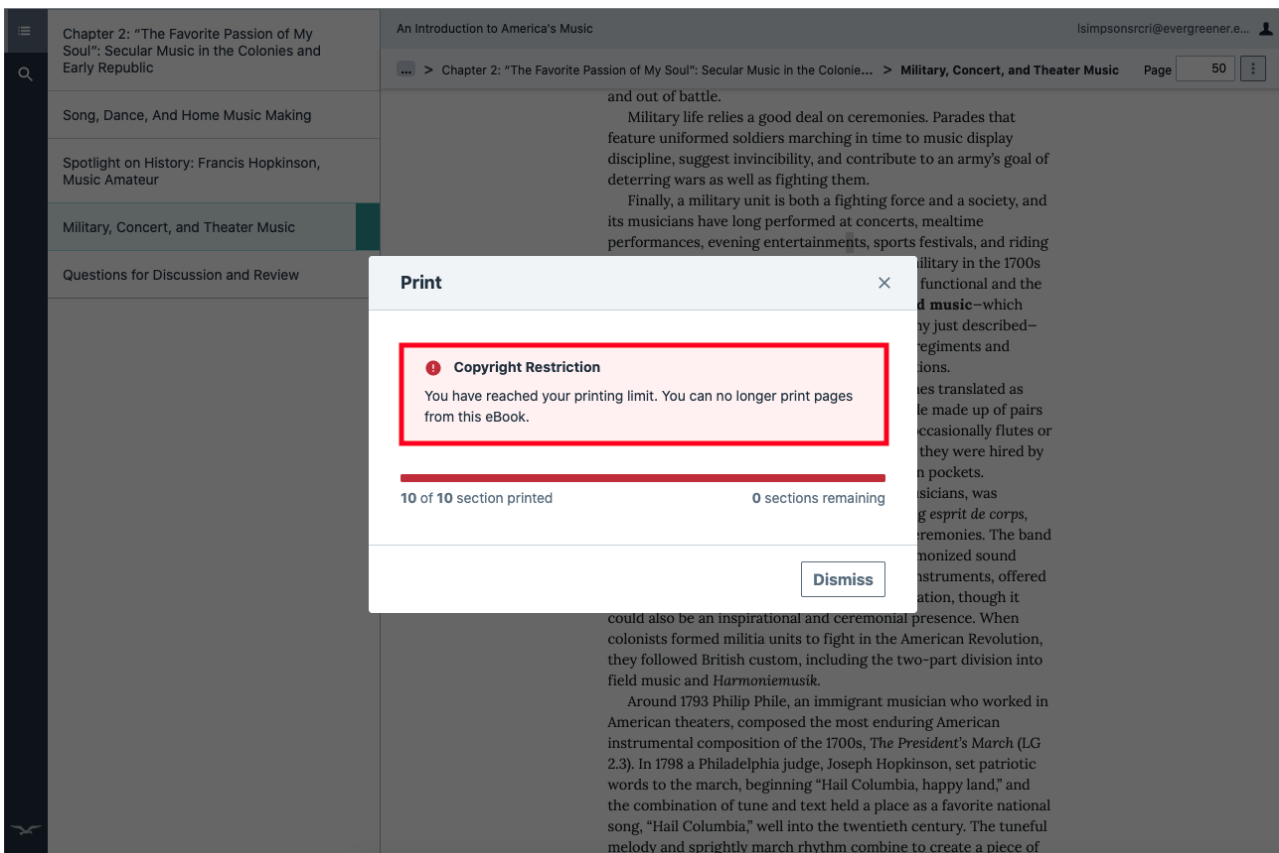 Chapter 2: “The Favorite Passion of My
Soul”: Secular Music in the Colonies and
Early Republic
Song, Dance, And Home Music Making
Spotlight on History: Francis Hopkinson,
Music Amateur
Military, Concert, and Theater Music
Questions for Discussion and Review
An Introduction to America's Music
lsimpsonsrcri@evergreener.e...
... > Chapter 2: “The Favorite Passion of My Soul”: Secular Music in the Colonie... > Military, Concert, and Theater Music Page 50
and out of battle.
Military life relies a good deal on ceremonies. Parades that
feature uniformed soldiers marching in time to music display
discipline, suggest invincibility, and contribute to an army’s goal of
deterring wars as well as fighting them.
Finally, a military unit is both a fighting force and a society, and
its musicians have long performed at concerts, mealtime
performances, evening entertainments, sports festivals, and riding
ilitary in the 1700s
functional and the
d music—which
ny just described—
regiments and
ions.
es translated as
le made up of pairs
occasionally flutes or
they were hired by
n pockets.
usicians, was
g esprit de corps,
eremonies. The band
monized sound
nstruments, offered
ation, though it
could also be an inspirational and ceremonial presence. When
colonists formed militia units to fight in the American Revolution,
they followed British custom, including the two-part division into
field music and Harmoniemusik.
Around 1793 Philip Phile, an immigrant musician who worked in
American theaters, composed the most enduring American
instrumental composition of the 1700s, The President’s March (LG
2.3). In 1798 a Philadelphia judge, Joseph Hopkinson, set patriotic
words to the march, beginning “Hail Columbia, happy land,” and
the combination of tune and text held a place as a favorite national
song, “Hail Columbia,” well into the twentieth century. The tuneful
melody and sprightly march rhythm combine to create a piece of
Print
Copyright Restriction
You have reached your printing limit. You can no longer print pages
from this eBook.
10 of 10 section printed
0 sections remaining
Dismiss